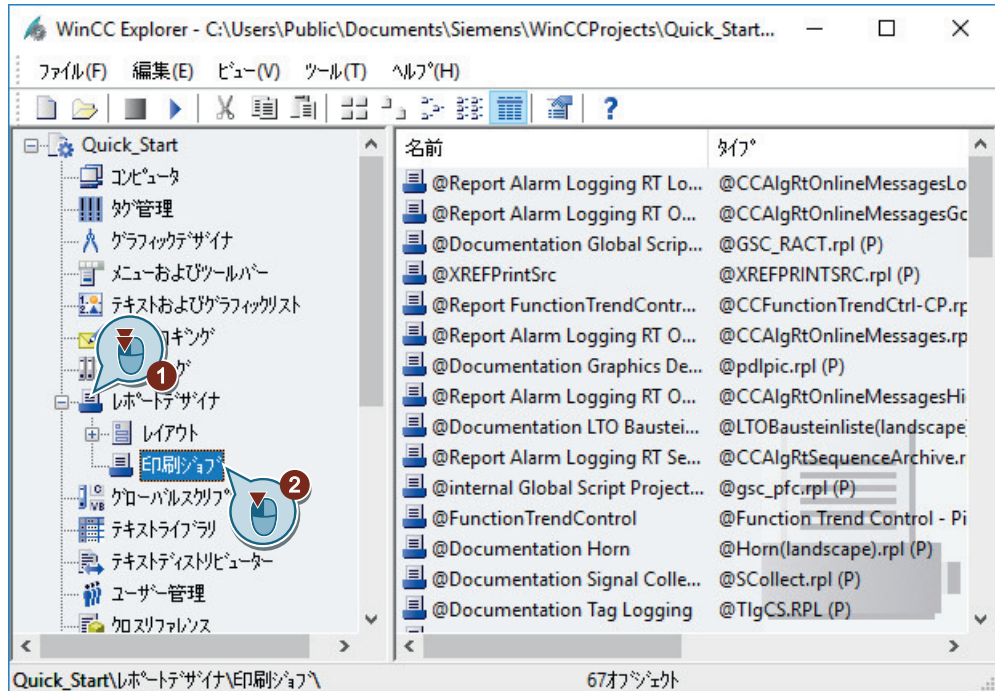 WinCC Explorer - C:\Users\Public\Documents\Siemens\WinCCProjects\Quick_Start...
ﾌｧｲﾙ(F) 編集(E) ﾋﾞｭｰ(V) ﾂｰﾙ(T) ﾍﾙﾌﾟ(H)
Quick_Start
ｺﾝﾋﾟｭｰﾀ
ﾀｸﾞ管理
ｸﾞﾗﾌｨｯｸﾃﾞｻﾞｲﾅ
ﾒﾆｭｰおよびﾂｰﾙﾊﾞｰ
ﾃｷｽﾄおよびｸﾞﾗﾌｨｯｸﾘｽﾄ
ｷﾞﾝｸﾞ
1
ﾚﾎﾟｰﾄﾃﾞｻﾞｲﾅ
ﾚｲｱｳﾄ
印刷ｼﾞｮﾌﾞ
2
ｸﾞﾛｰﾊﾞﾙｽｸﾘﾌﾟ
ﾃｷｽﾄﾗｲﾌﾞﾗﾘ
ﾃｷｽﾄﾃﾞｨｽﾄﾘﾋﾞｭｰﾀｰ
ﾕｰｻﾞｰ管理
ｸﾛｽﾘﾌｧﾚﾝｽ
名前 ﾀｲﾌﾟ
@Report Alarm Logging RT Lo... @CCAlgRtOnlineMessagesLo
@Report Alarm Logging RT O... @CCAlgRtOnlineMessagesGc
@Documentation Global Scrip... @GSC_RACT.rpl (P)
@XREFPrintSrc @XREFPRINTSRC.rpl (P)
@Report FunctionTrendContr... @CCFunctionTrendCtrl-CP.rp
@Report Alarm Logging RT O... @CCAlgRtOnlineMessages.rp
@Documentation Graphics De... @pdlpic.rpl (P)
@Report Alarm Logging RT O... @CCAlgRtOnlineMessagesHi
@Documentation LTO Baustei... @LTOBausteinliste(landscape)
@Report Alarm Logging RT Se... @CCAlgRtSequenceArchive.r
@internal Global Script Project... @gsc_pfc.rpl (P)
@FunctionTrendControl @Function Trend Control - Pi
@Documentation Horn @Horn(landscape).rpl (P)
@Documentation Signal Colle... @SCollect.rpl (P)
@Documentation Tag Logging @TlgCS.RPL (P)
Quick_Start\ﾚﾎﾟｰﾄﾃﾞｻﾞｲﾅ\印刷ｼﾞｮﾌﾞ\ 67ｵﾌﾞｼﾞｪｸﾄ